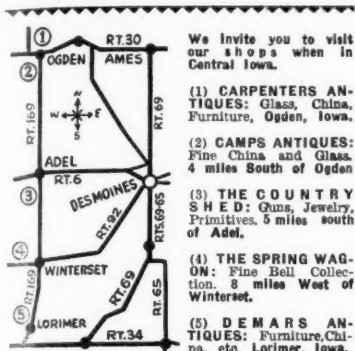 ①
RT.30
OGDEN
AMES
②
RT.169
RT.69
N
W
E
S
ADEL
RT.6
③
DES MOINES
RT.92
RTS.69-65
④
WINTERSET
RT.169
RT.69
RT.65
⑤
LORIMER
RT.34
We invite you to visit
our shops when in
Central Iowa.
(1) CARPENTERS AN-
TIQUES: Glass, China,
Furniture, Ogden, Iowa.
(2) CAMPS ANTIQUES:
Fine China and Glass.
4 miles South of Ogden
(3) THE COUNTRY
SHED: Guns, Jewelry,
Primitives. 5 miles south
of Adel.
(4) THE SPRING WAG-
ON: Fine Bell Collec-
tion. 8 miles West of
Winterset.
(5) DEMARS AN-
TIQUES: Furniture, Chi-
na, etc. Lorimer, Iowa.